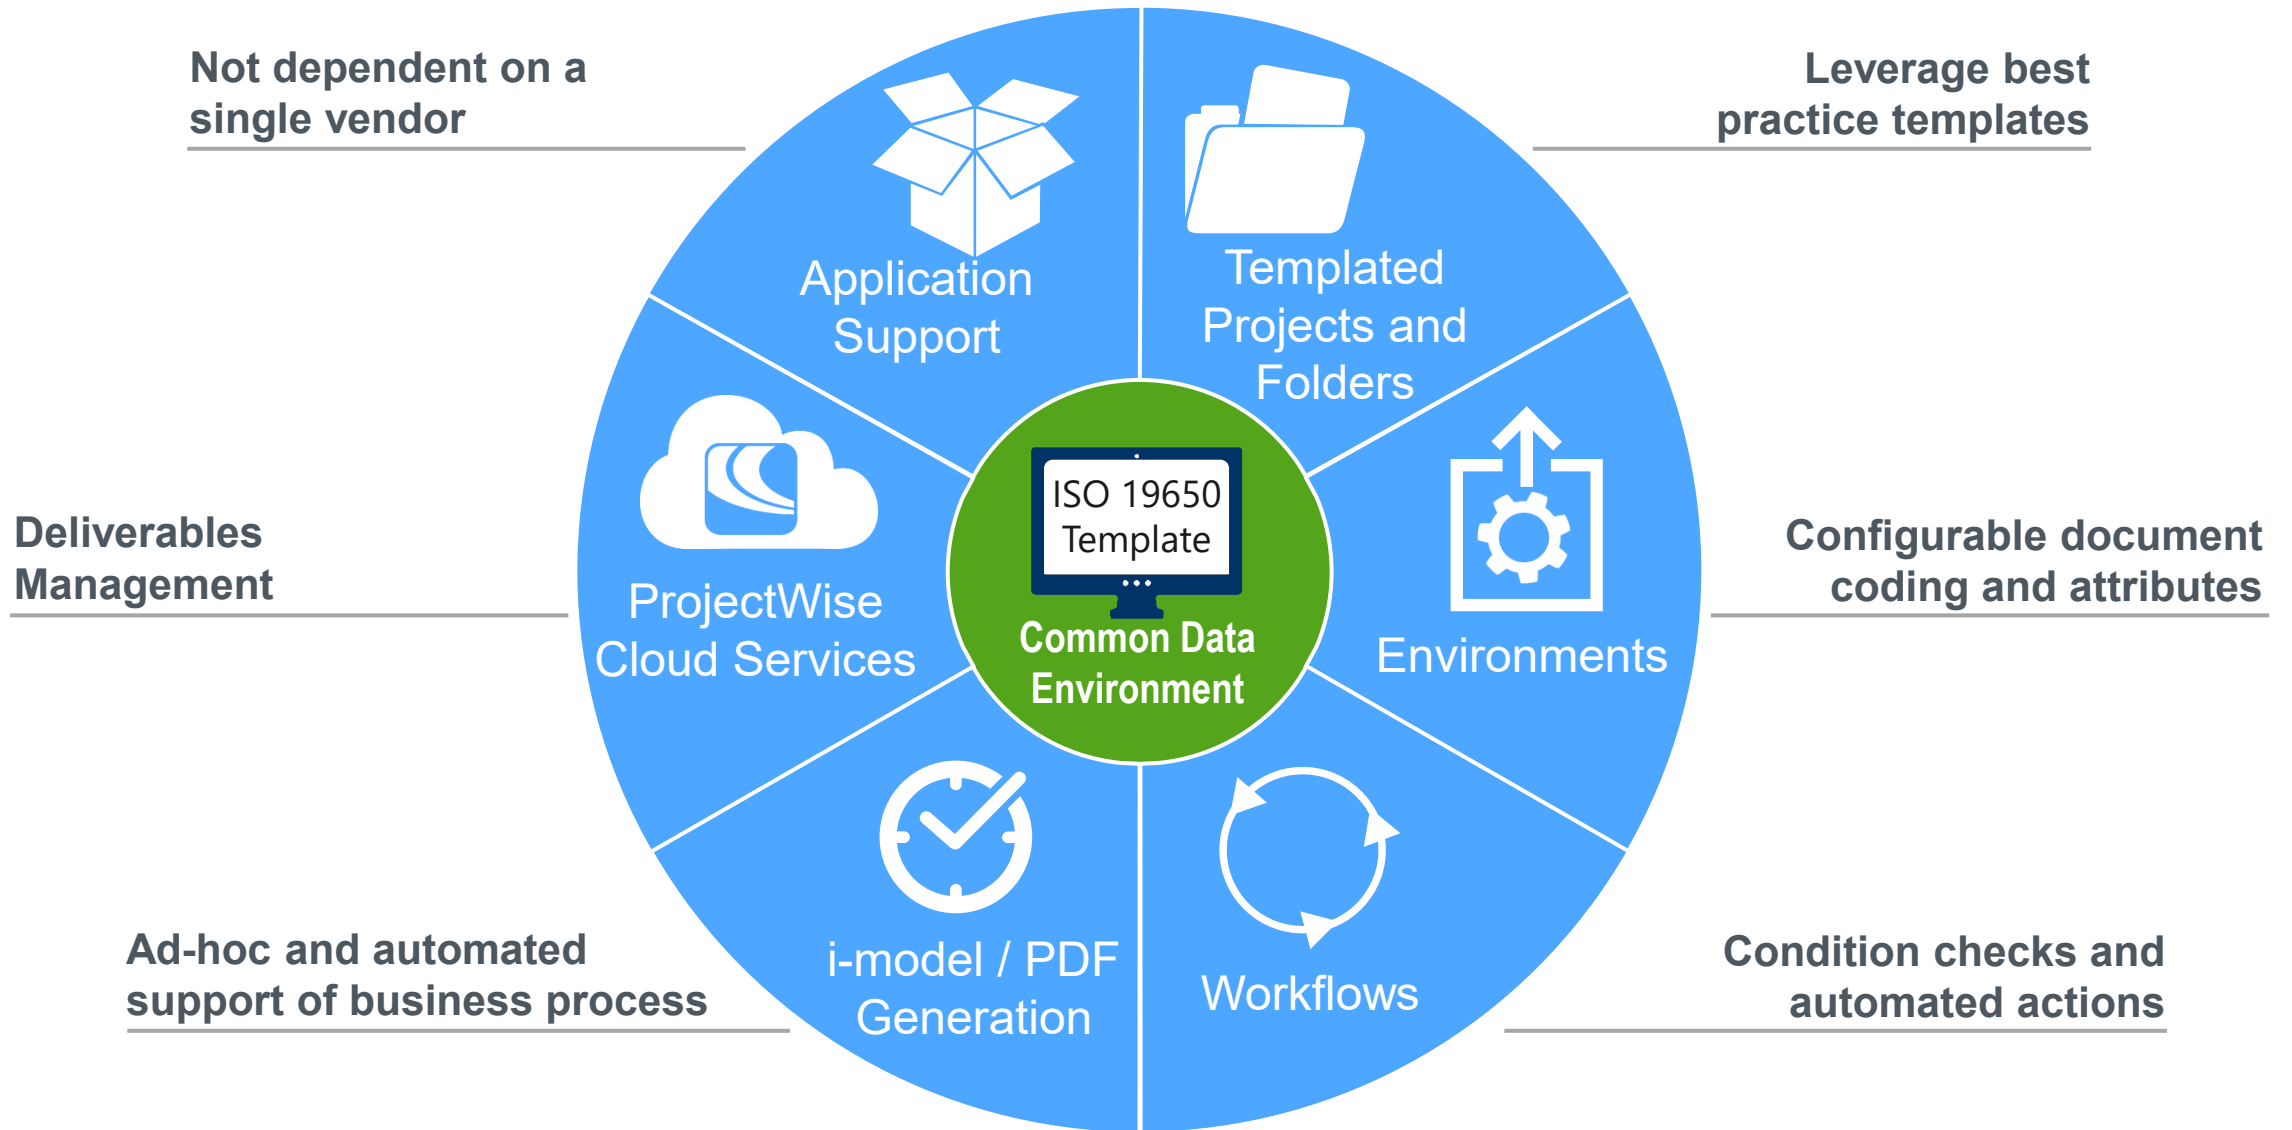 Not dependent on a
single vendor
Leverage best
practice templates
Application
Support
Templated
Projects and
Folders
ISO 19650
Template
Common Data
Environment
Deliverables
Management
ProjectWise
Cloud Services
Environments
Configurable document
coding and attributes
Ad-hoc and automated
support of business process
i-model / PDF
Generation
Workflows
Condition checks and
automated actions